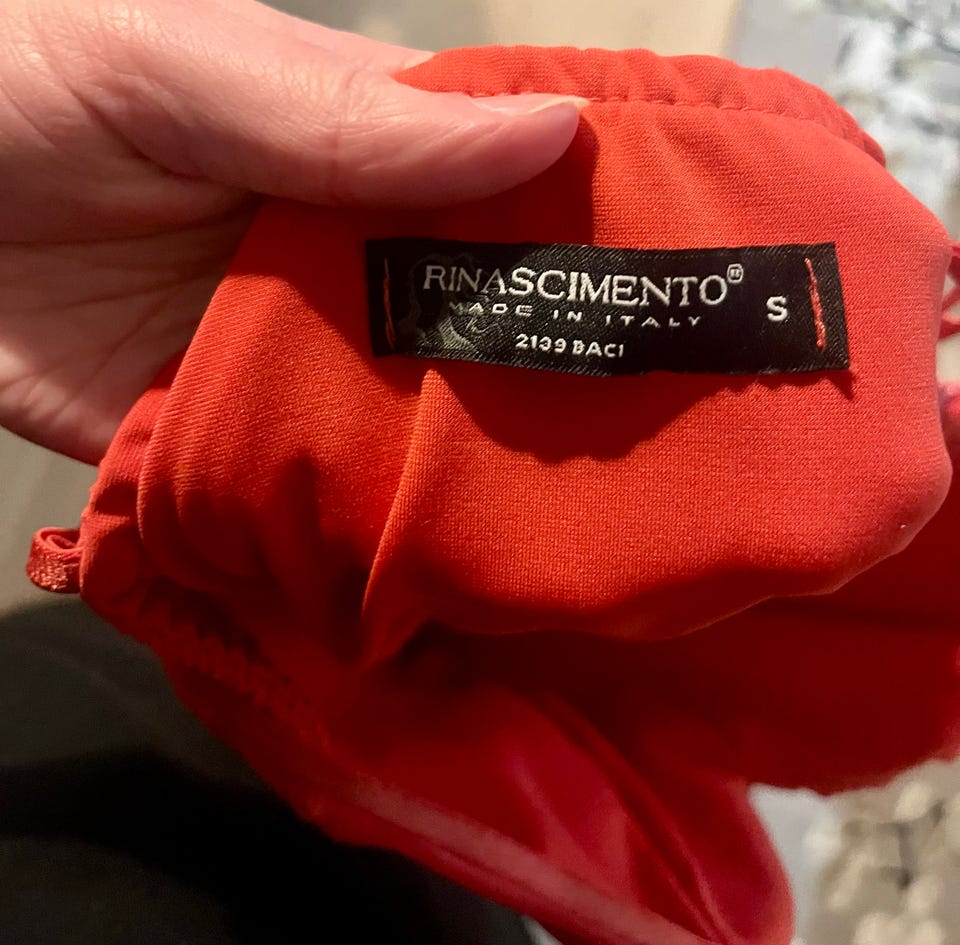 RINASCIMENTO®
MADE IN ITALY S
2139 BACI